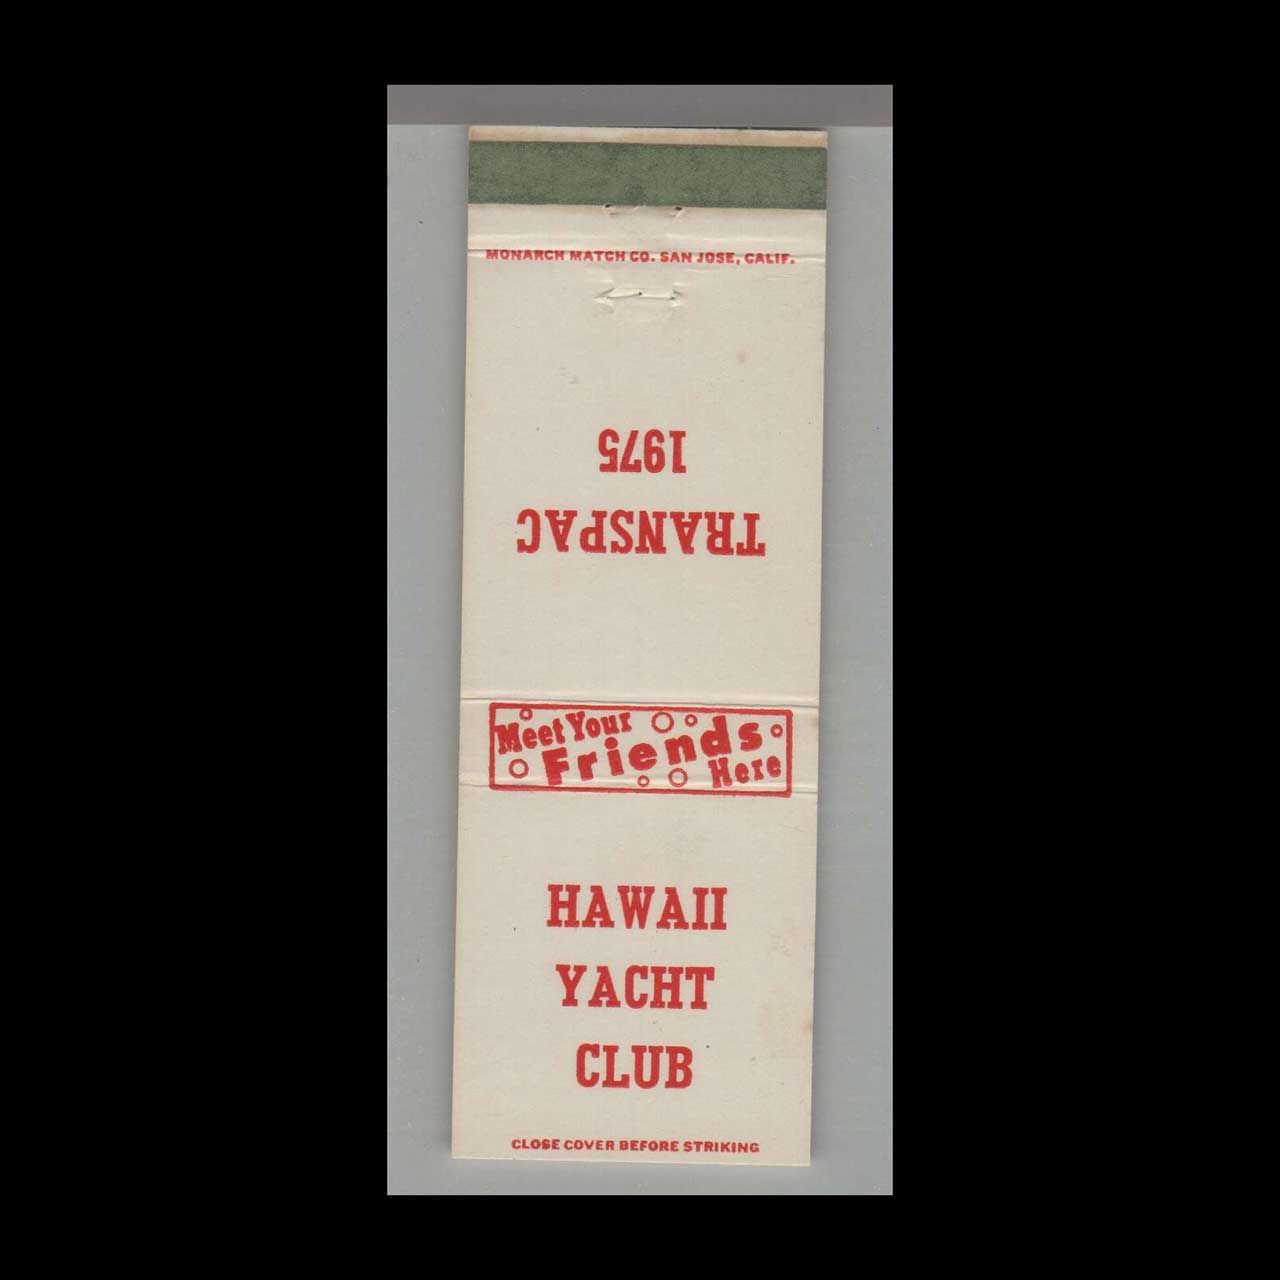 MONARCH MATCH CO. SAN JOSE, CALIF.
TRANSPAC
1975
Meet Your
Friends
Here
HAWAII
YACHT
CLUB
CLOSE COVER BEFORE STRIKING